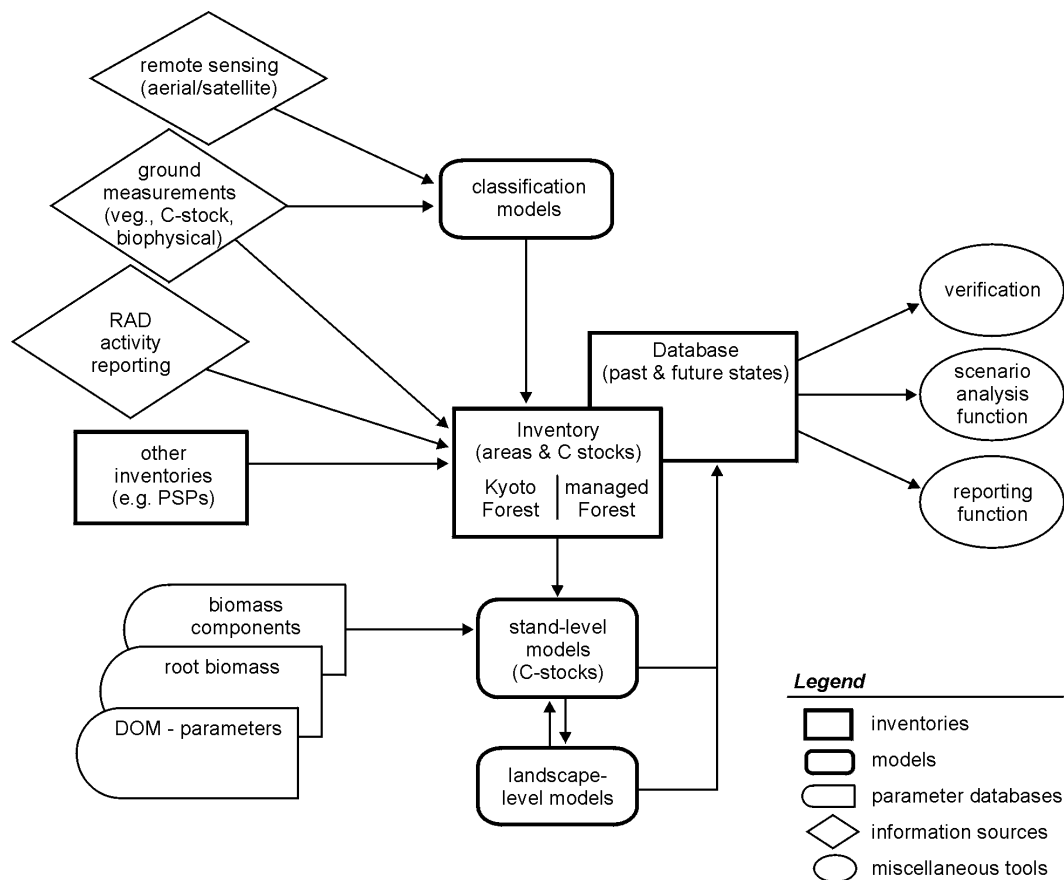 remote sensing
(aerial/satellite)
ground
measurements
(veg., C-stock,
biophysical)
RAD
activity
reporting
other
inventories
(e.g. PSPs)
classification
models
Database
(past & future states)
Inventory
(areas & C stocks)
Kyoto
Forest
managed
Forest
verification
scenario
analysis
function
reporting
function
biomass
components
root biomass
DOM - parameters
stand-level
models
(C-stocks)
landscape-
level models
Legend
inventories
models
parameter databases
information sources
miscellaneous tools